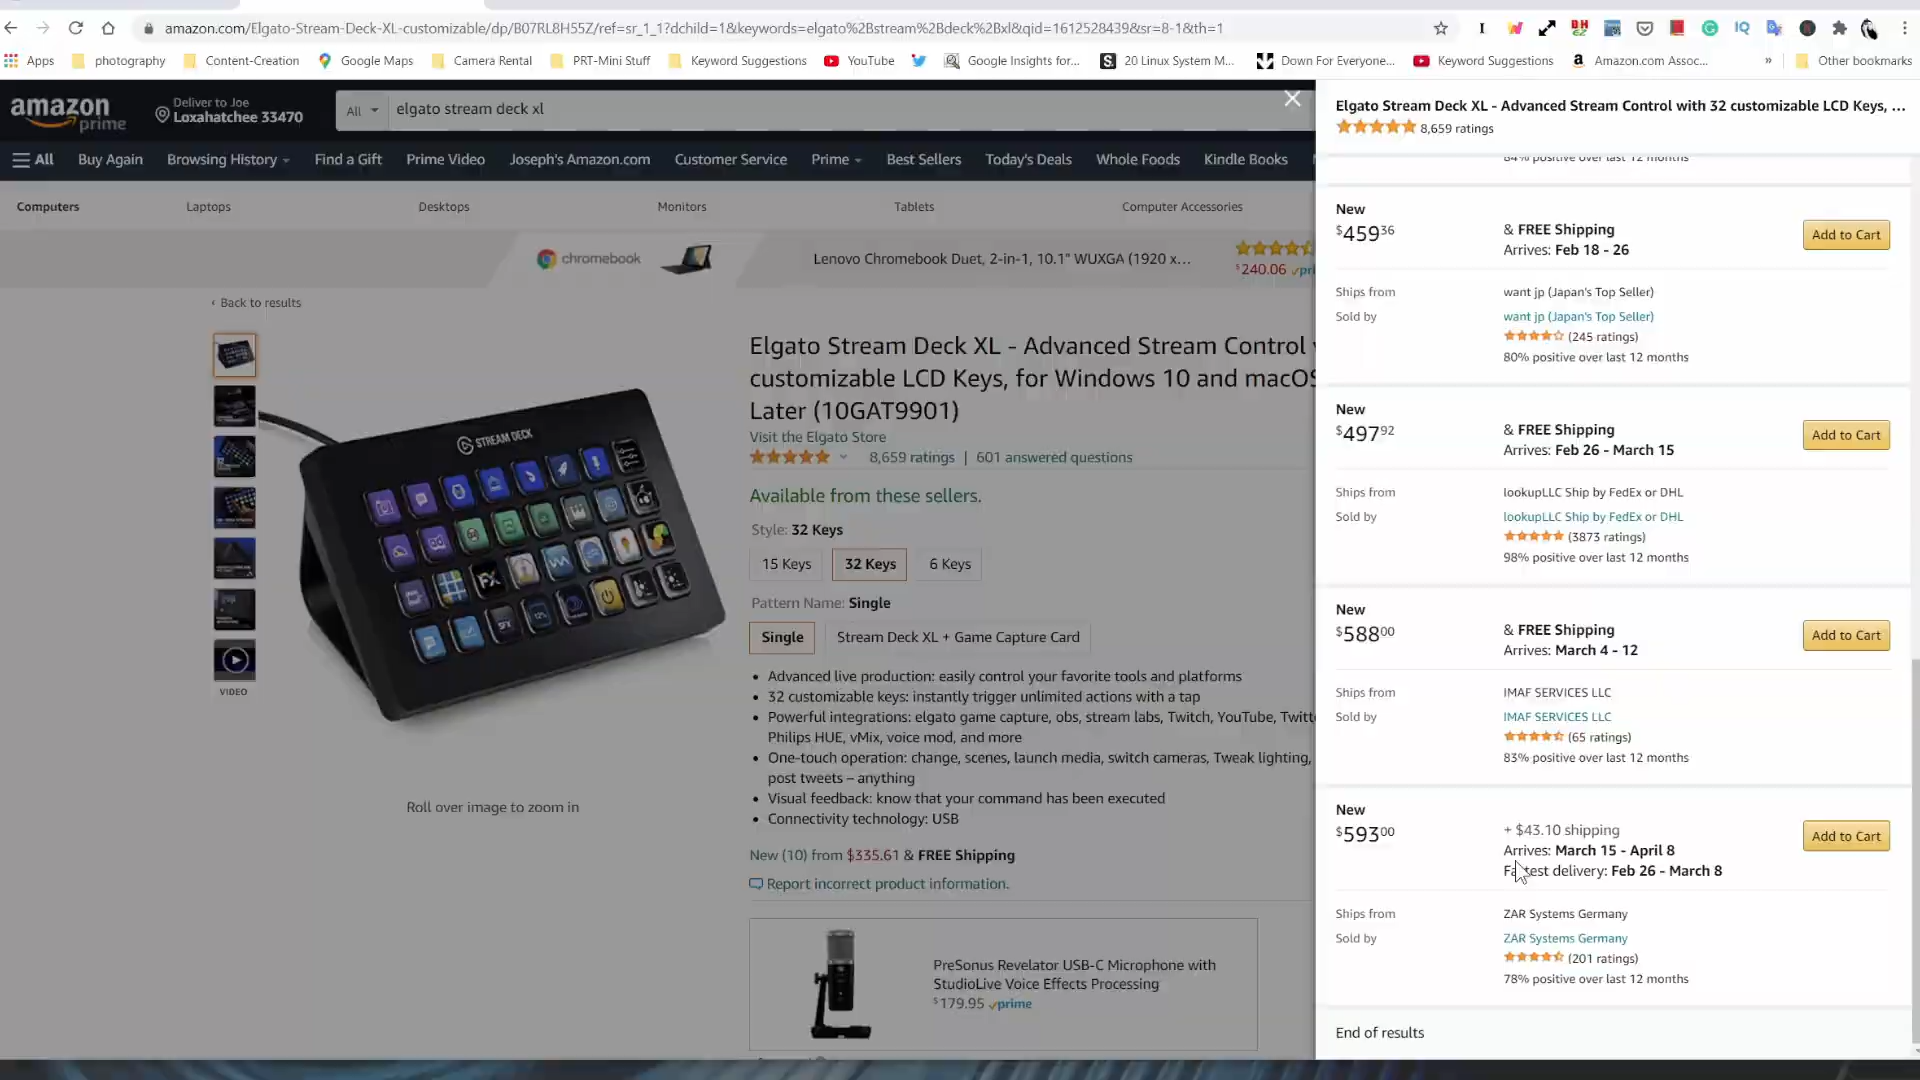 amazon.com/Elgato-Stream-Deck-XL-customizable/dp/B07RL8H55Z/ref=sr_1_1?dchild=1&keywords=elgato%2Bstream%2Bdeck%2Bxl&qid=1612528439&sr=8-1&th=1
Apps photography Content-Creation Google Maps Camera Rental PRT-Mini Stuff Keyword Suggestions YouTube Google Insights for... 20 Linux System M... Down For Everyone... Keyword Suggestions Amazon.com Assoc... » Other bookmarks
amazon prime
Deliver to Joe
Loxahatchee 33470
All
elgato stream deck xl
All Buy Again Browsing History Find a Gift Prime Video Joseph's Amazon.com Customer Service Prime Best Sellers Today's Deals Whole Foods Kindle Books
Computers Laptops Desktops Monitors Tablets Computer Accessories
chromebook
Lenovo Chromebook Duet, 2-in-1, 10.1" WUXGA (1920 x...
$240.06
‹ Back to results
STREAM DECK
VIDEO
Roll over image to zoom in
Elgato Stream Deck XL - Advanced Stream Control
customizable LCD Keys, for Windows 10 and macOS
Later (10GAT9901)
Visit the Elgato Store
8,659 ratings | 601 answered questions
Available from these sellers.
Style: 32 Keys
15 Keys 32 Keys 6 Keys
Pattern Name: Single
Single Stream Deck XL + Game Capture Card
• Advanced live production: easily control your favorite tools and platforms
• 32 customizable keys: instantly trigger unlimited actions with a tap
• Powerful integrations: elgato game capture, obs, stream labs, Twitch, YouTube,
Philips HUE, vMix, voice mod, and more
• One-touch operation: change, scenes, launch media, switch cameras, Tweak lighting,
post tweets – anything
• Visual feedback: know that your command has been executed
• Connectivity technology: USB
New (10) from $335.61 & FREE Shipping
Report incorrect product information.
PreSonus Revelator USB-C Microphone with
StudioLive Voice Effects Processing
$179.95 prime
Elgato Stream Deck XL - Advanced Stream Control with 32 customizable LCD Keys, ...
8,659 ratings
84% positive over last 12 months
New
$459 36
& FREE Shipping
Arrives: Feb 18 - 26
Add to Cart
Ships from want jp (Japan's Top Seller)
Sold by want jp (Japan's Top Seller)
(245 ratings)
80% positive over last 12 months
New
$497 92
& FREE Shipping
Arrives: Feb 26 - March 15
Add to Cart
Ships from lookupLLC Ship by FedEx or DHL
Sold by lookupLLC Ship by FedEx or DHL
(3873 ratings)
98% positive over last 12 months
New
$588 00
& FREE Shipping
Arrives: March 4 - 12
Add to Cart
Ships from IMAF SERVICES LLC
Sold by IMAF SERVICES LLC
(65 ratings)
83% positive over last 12 months
New
$593 00
+ $43.10 shipping
Arrives: March 15 - April 8
Fastest delivery: Feb 26 - March 8
Add to Cart
Ships from ZAR Systems Germany
Sold by ZAR Systems Germany
(201 ratings)
78% positive over last 12 months
End of results